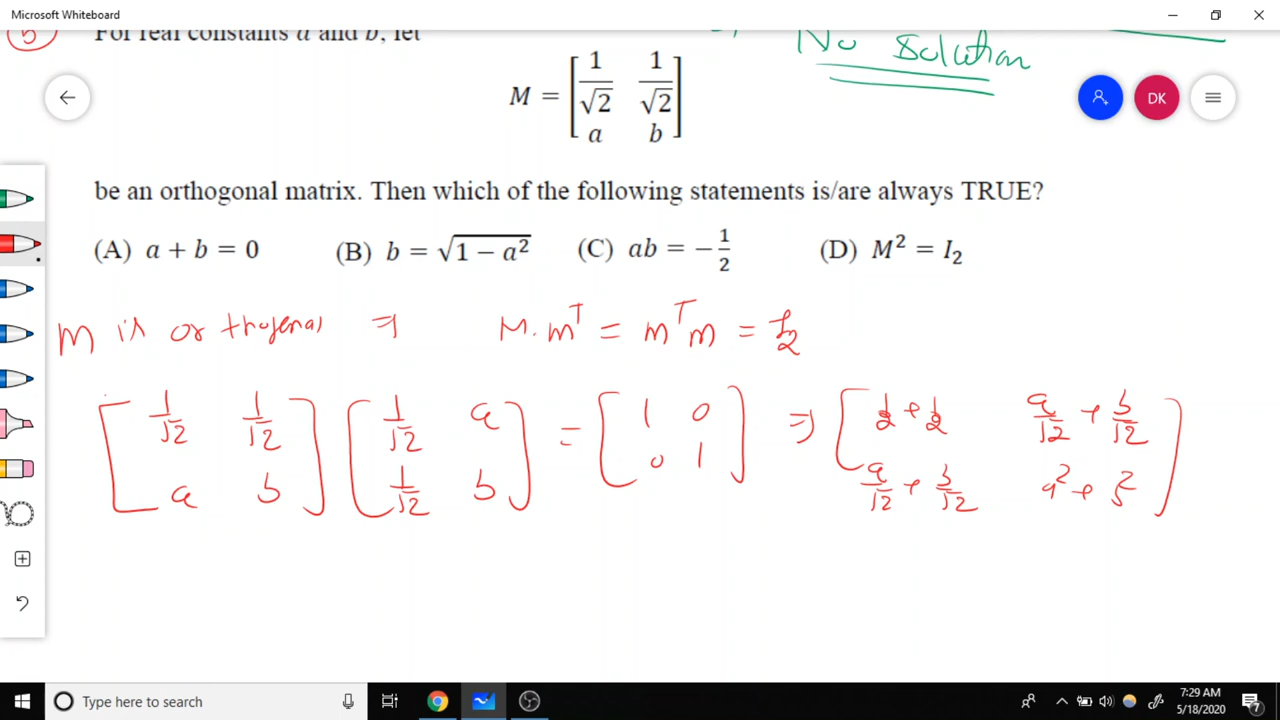 Microsoft Whiteboard
5
For real constants a and b, let
No Solution
M = [1/√2 1/√2
a b]
DK
be an orthogonal matrix. Then which of the following statements is/are always TRUE?
(A) a + b = 0 (B) b = √(1 − a²) (C) ab = −1/2 (D) M² = I₂
M is orthogonal ⇒ M.Mᵀ = MᵀM = I₂
[1/√2 1/√2; a b] [1/√2 a; 1/√2 b] = [1 0; 0 1] ⇒ [1/2 + 1/2 a/√2 + b/√2; a/√2 + b/√2 a² + b²]
Type here to search
7:29 AM
5/18/2020
7